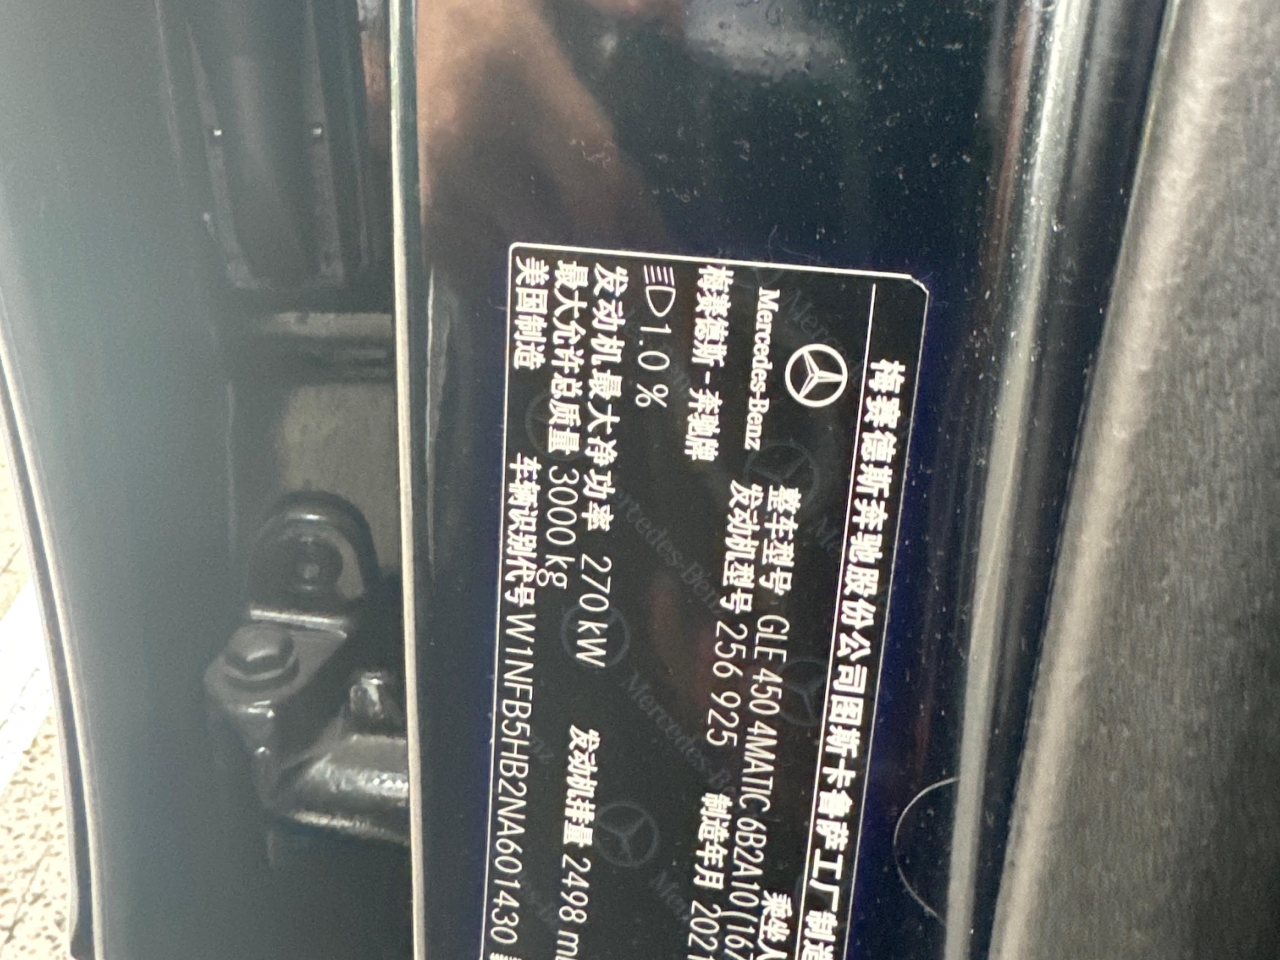 梅赛德斯奔驰股份公司图斯卡鲁萨工厂制造
Mercedes-Benz
梅赛德斯-奔驰牌
整车型号 GLE 450 4MATIC 6B2A10(167
乘坐人
发动机型号 256 925
制造年月 2021
1.0 %
发动机最大净功率 270 kW
发动机排量 2498 m
最大允许总质量 3000 kg
美国制造
车辆识别代号 W1NFB5HB2NA601430